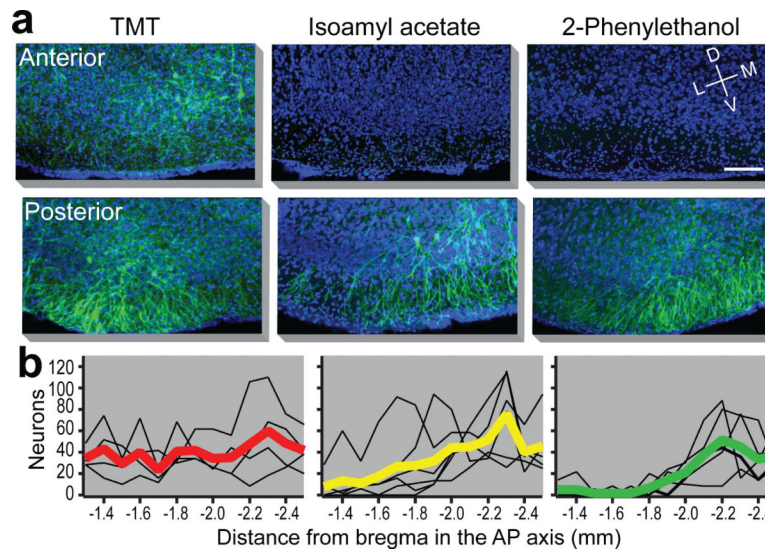 a
TMT
Isoamyl acetate
2-Phenylethanol
Anterior
D
L
M
V
Posterior
b
Neurons
120
100
80
60
40
20
0
-1.4 -1.6 -1.8 -2.0 -2.2 -2.4
-1.4 -1.6 -1.8 -2.0 -2.2 -2.4
-1.4 -1.6 -1.8 -2.0 -2.2 -2.4
Distance from bregma in the AP axis (mm)